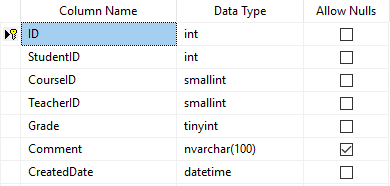 Column Name Data Type Allow Nulls
ID int
StudentID int
CourseID smallint
TeacherID smallint
Grade tinyint
Comment nvarchar(100)
CreatedDate datetime